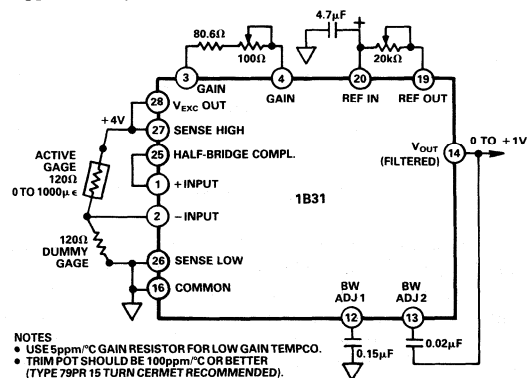 4.7µF
+
80.6Ω
100Ω
20kΩ
3
4
20
19
GAIN
GAIN
REF IN
REF OUT
28
VEXC OUT
+4V
27
SENSE HIGH
25
HALF-BRIDGE COMPL.
ACTIVE
GAGE
120Ω
0 TO 1000µ ϵ
1
+INPUT
2
–INPUT
120Ω
DUMMY
GAGE
26
SENSE LOW
16
COMMON
1B31
VOUT
(FILTERED)
14
0 TO +1V
BW
ADJ 1
BW
ADJ 2
12
13
0.15µF
0.02µF
NOTES
• USE 5ppm/°C GAIN RESISTOR FOR LOW GAIN TEMPCO.
• TRIM POT SHOULD BE 100ppm/°C OR BETTER
(TYPE 79PR 15 TURN CERMET RECOMMENDED).